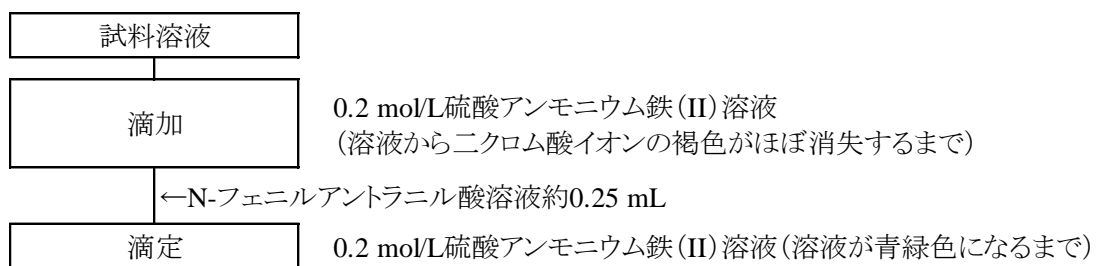 試料溶液
滴加
0.2 mol/L硫酸アンモニウム鉄(II)溶液
(溶液から二クロム酸イオンの褐色がほぼ消失するまで)
←N-フェニルアントラニル酸溶液約0.25 mL
滴定
0.2 mol/L硫酸アンモニウム鉄(II)溶液(溶液が青緑色になるまで)